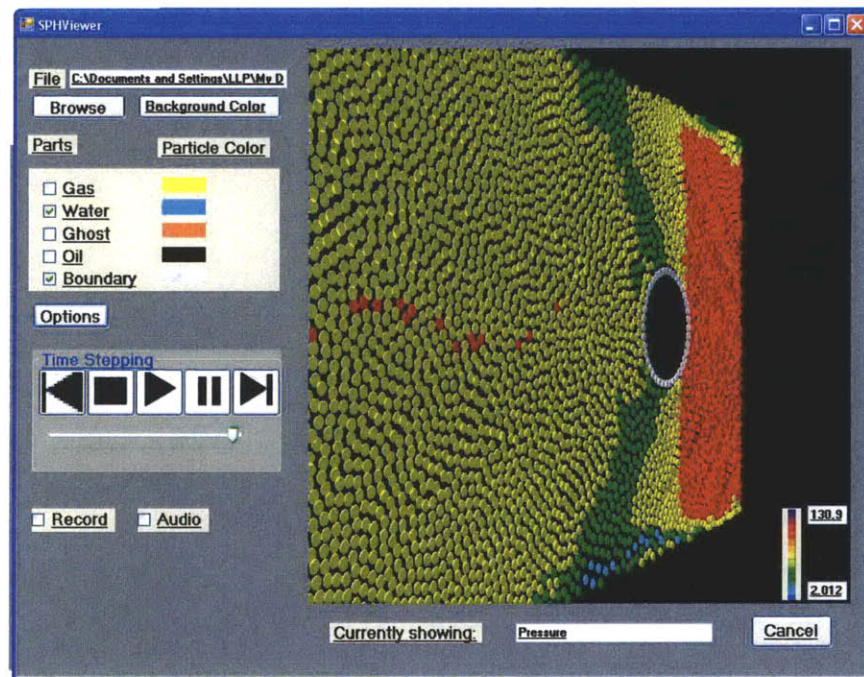 SPHViewer
File C:\Documents and Settings\LLP\My D
Browse Background Color
Parts Particle Color
Gas
Water
Ghost
Oil
Boundary
Options
Time Stepping
Record Audio
130.9
2.012
Currently showing: Pressure Cancel